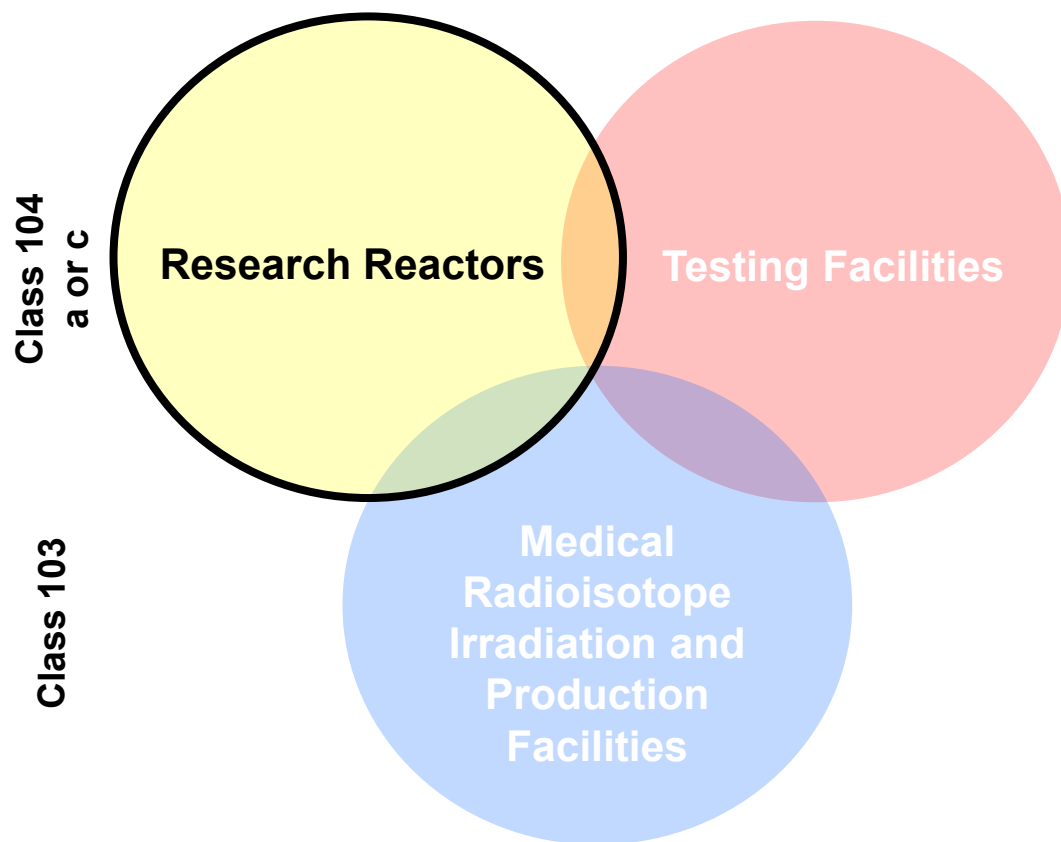 Class 104
a or c
Research Reactors
Testing Facilities
Class 103
Medical
Radioisotope
Irradiation and
Production
Facilities